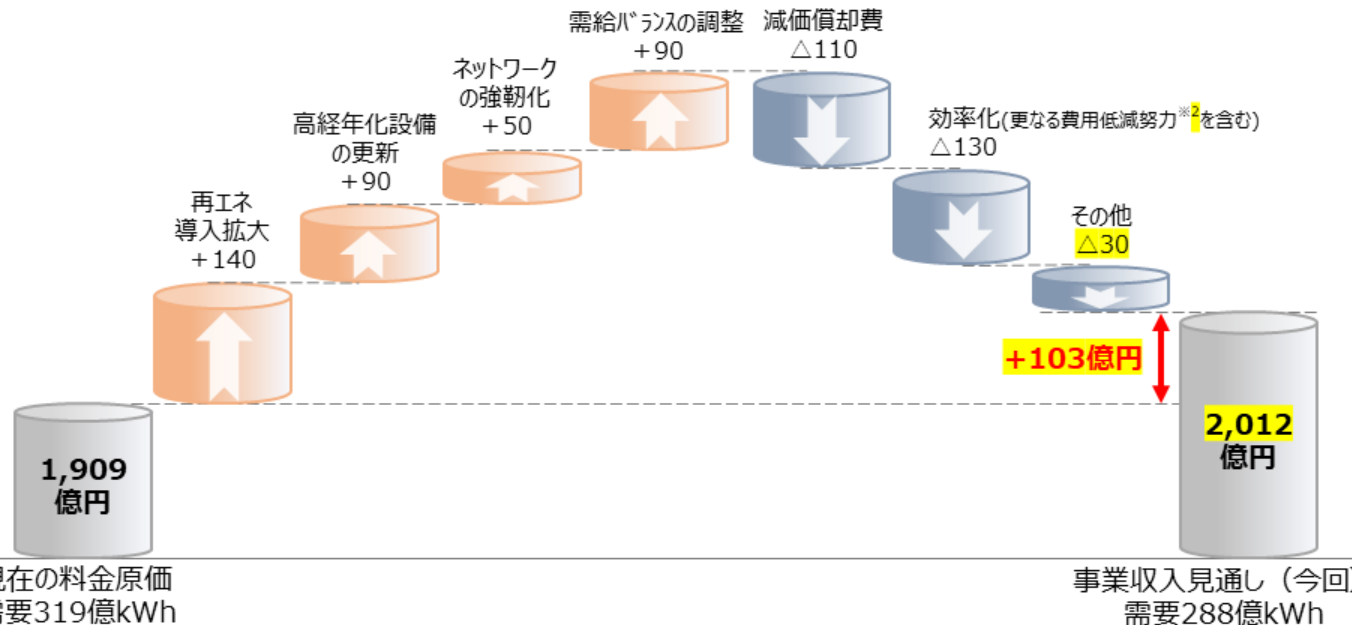 需給バランスの調整
+90
減価償却費
△110
ネットワーク
の強靭化
+50
高経年化設備
の更新
+90
効率化(更なる費用低減努力※2を含む)
△130
再エネ
導入拡大
+140
その他
△30
+103億円
1,909
億円
2,012
億円
現在の料金原価
需要319億kWh
事業収入見通し(今回)
需要288億kWh